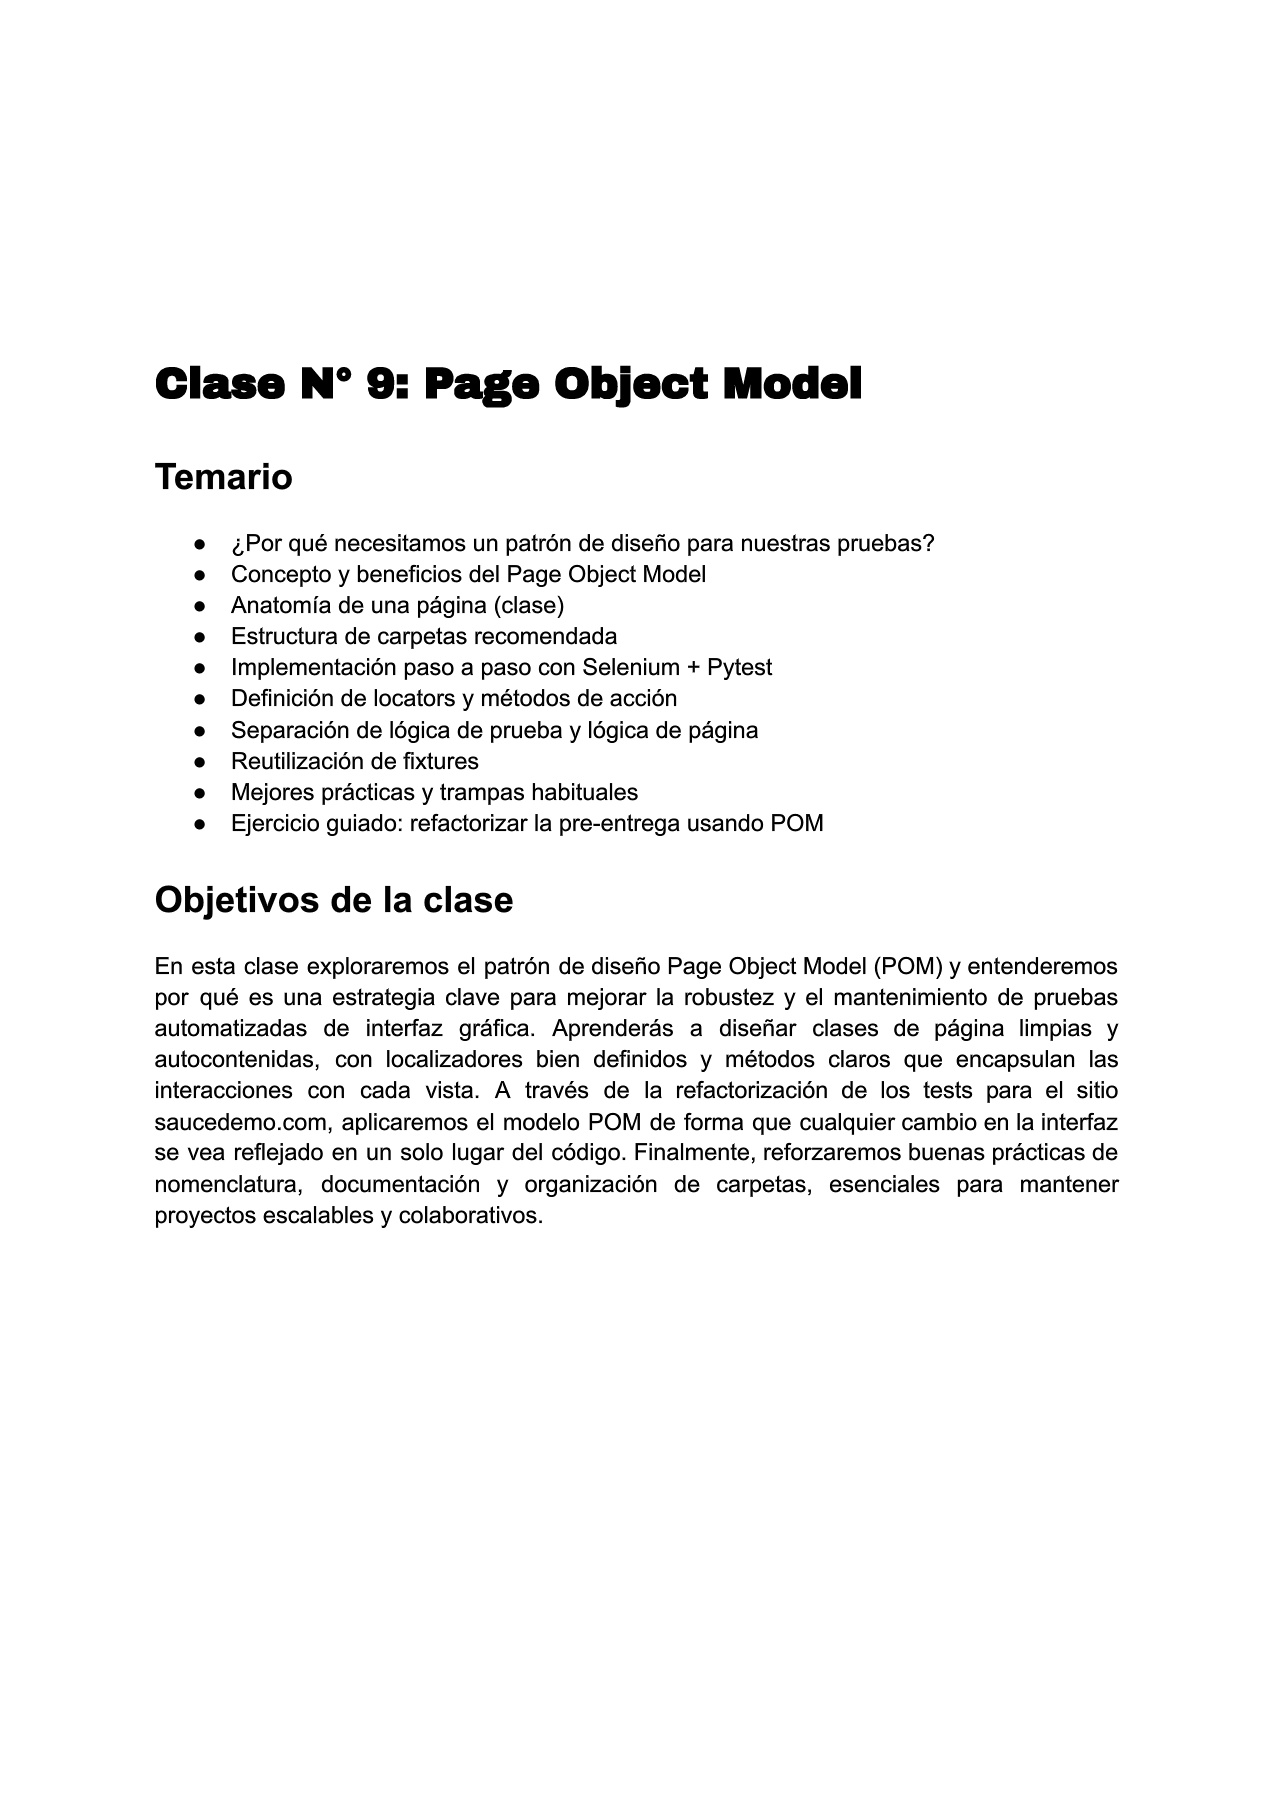 Clase N° 9: Page Object Model
Temario
● ¿Por qué necesitamos un patrón de diseño para nuestras pruebas?
● Concepto y beneficios del Page Object Model
● Anatomía de una página (clase)
● Estructura de carpetas recomendada
● Implementación paso a paso con Selenium + Pytest
● Definición de locators y métodos de acción
● Separación de lógica de prueba y lógica de página
● Reutilización de fixtures
● Mejores prácticas y trampas habituales
● Ejercicio guiado: refactorizar la pre-entrega usando POM
Objetivos de la clase
En esta clase exploraremos el patrón de diseño Page Object Model (POM) y entenderemos
por qué es una estrategia clave para mejorar la robustez y el mantenimiento de pruebas
automatizadas de interfaz gráfica. Aprenderás a diseñar clases de página limpias y
autocontenidas, con localizadores bien definidos y métodos claros que encapsulan las
interacciones con cada vista. A través de la refactorización de los tests para el sitio
saucedemo.com, aplicaremos el modelo POM de forma que cualquier cambio en la interfaz
se vea reflejado en un solo lugar del código. Finalmente, reforzaremos buenas prácticas de
nomenclatura, documentación y organización de carpetas, esenciales para mantener
proyectos escalables y colaborativos.